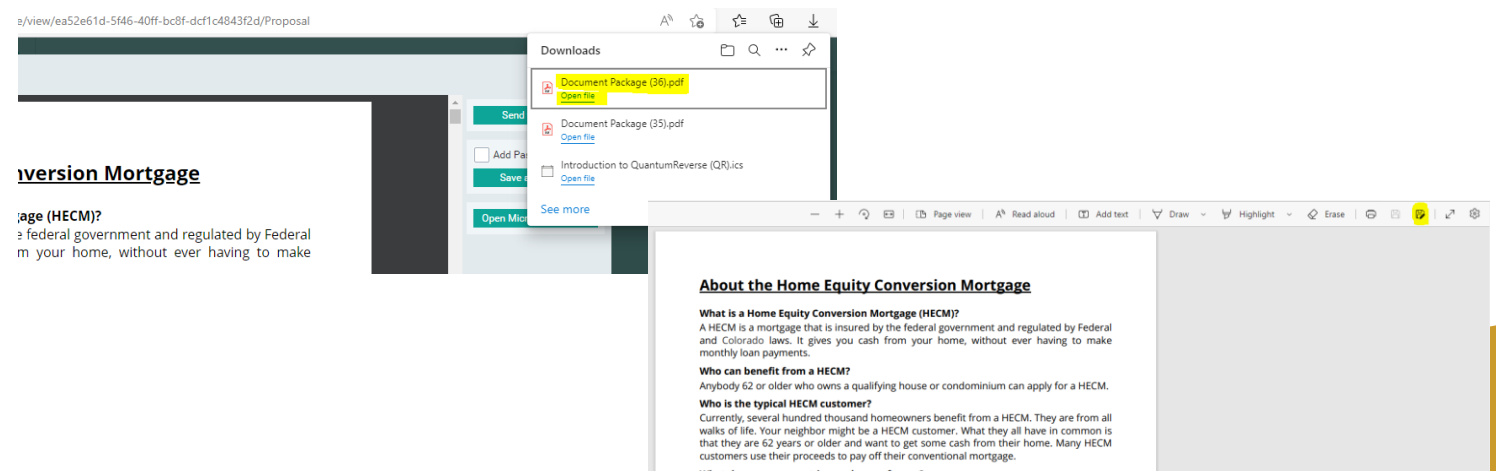 e/view/ea52e61d-5f46-40ff-bc8f-dcf1c4843f2d/Proposal
Downloads
Document Package (36).pdf
Open file
Document Package (35).pdf
Open file
Introduction to QuantumReverse (QR).ics
Open file
See more
Send
Add Pa
Save a
Open Micr
nversion Mortgage
gage (HECM)?
e federal government and regulated by Federal
m your home, without ever having to make
Page view
Read aloud
Add text
Draw
Highlight
Erase
About the Home Equity Conversion Mortgage
What is a Home Equity Conversion Mortgage (HECM)?
A HECM is a mortgage that is insured by the federal government and regulated by Federal
and Colorado laws. It gives you cash from your home, without ever having to make
monthly loan payments.
Who can benefit from a HECM?
Anybody 62 or older who owns a qualifying house or condominium can apply for a HECM.
Who is the typical HECM customer?
Currently, several hundred thousand homeowners benefit from a HECM. They are from all
walks of life. Your neighbor might be a HECM customer. What they all have in common is
that they are 62 years or older and want to get some cash from their home. Many HECM
customers use their proceeds to pay off their conventional mortgage.